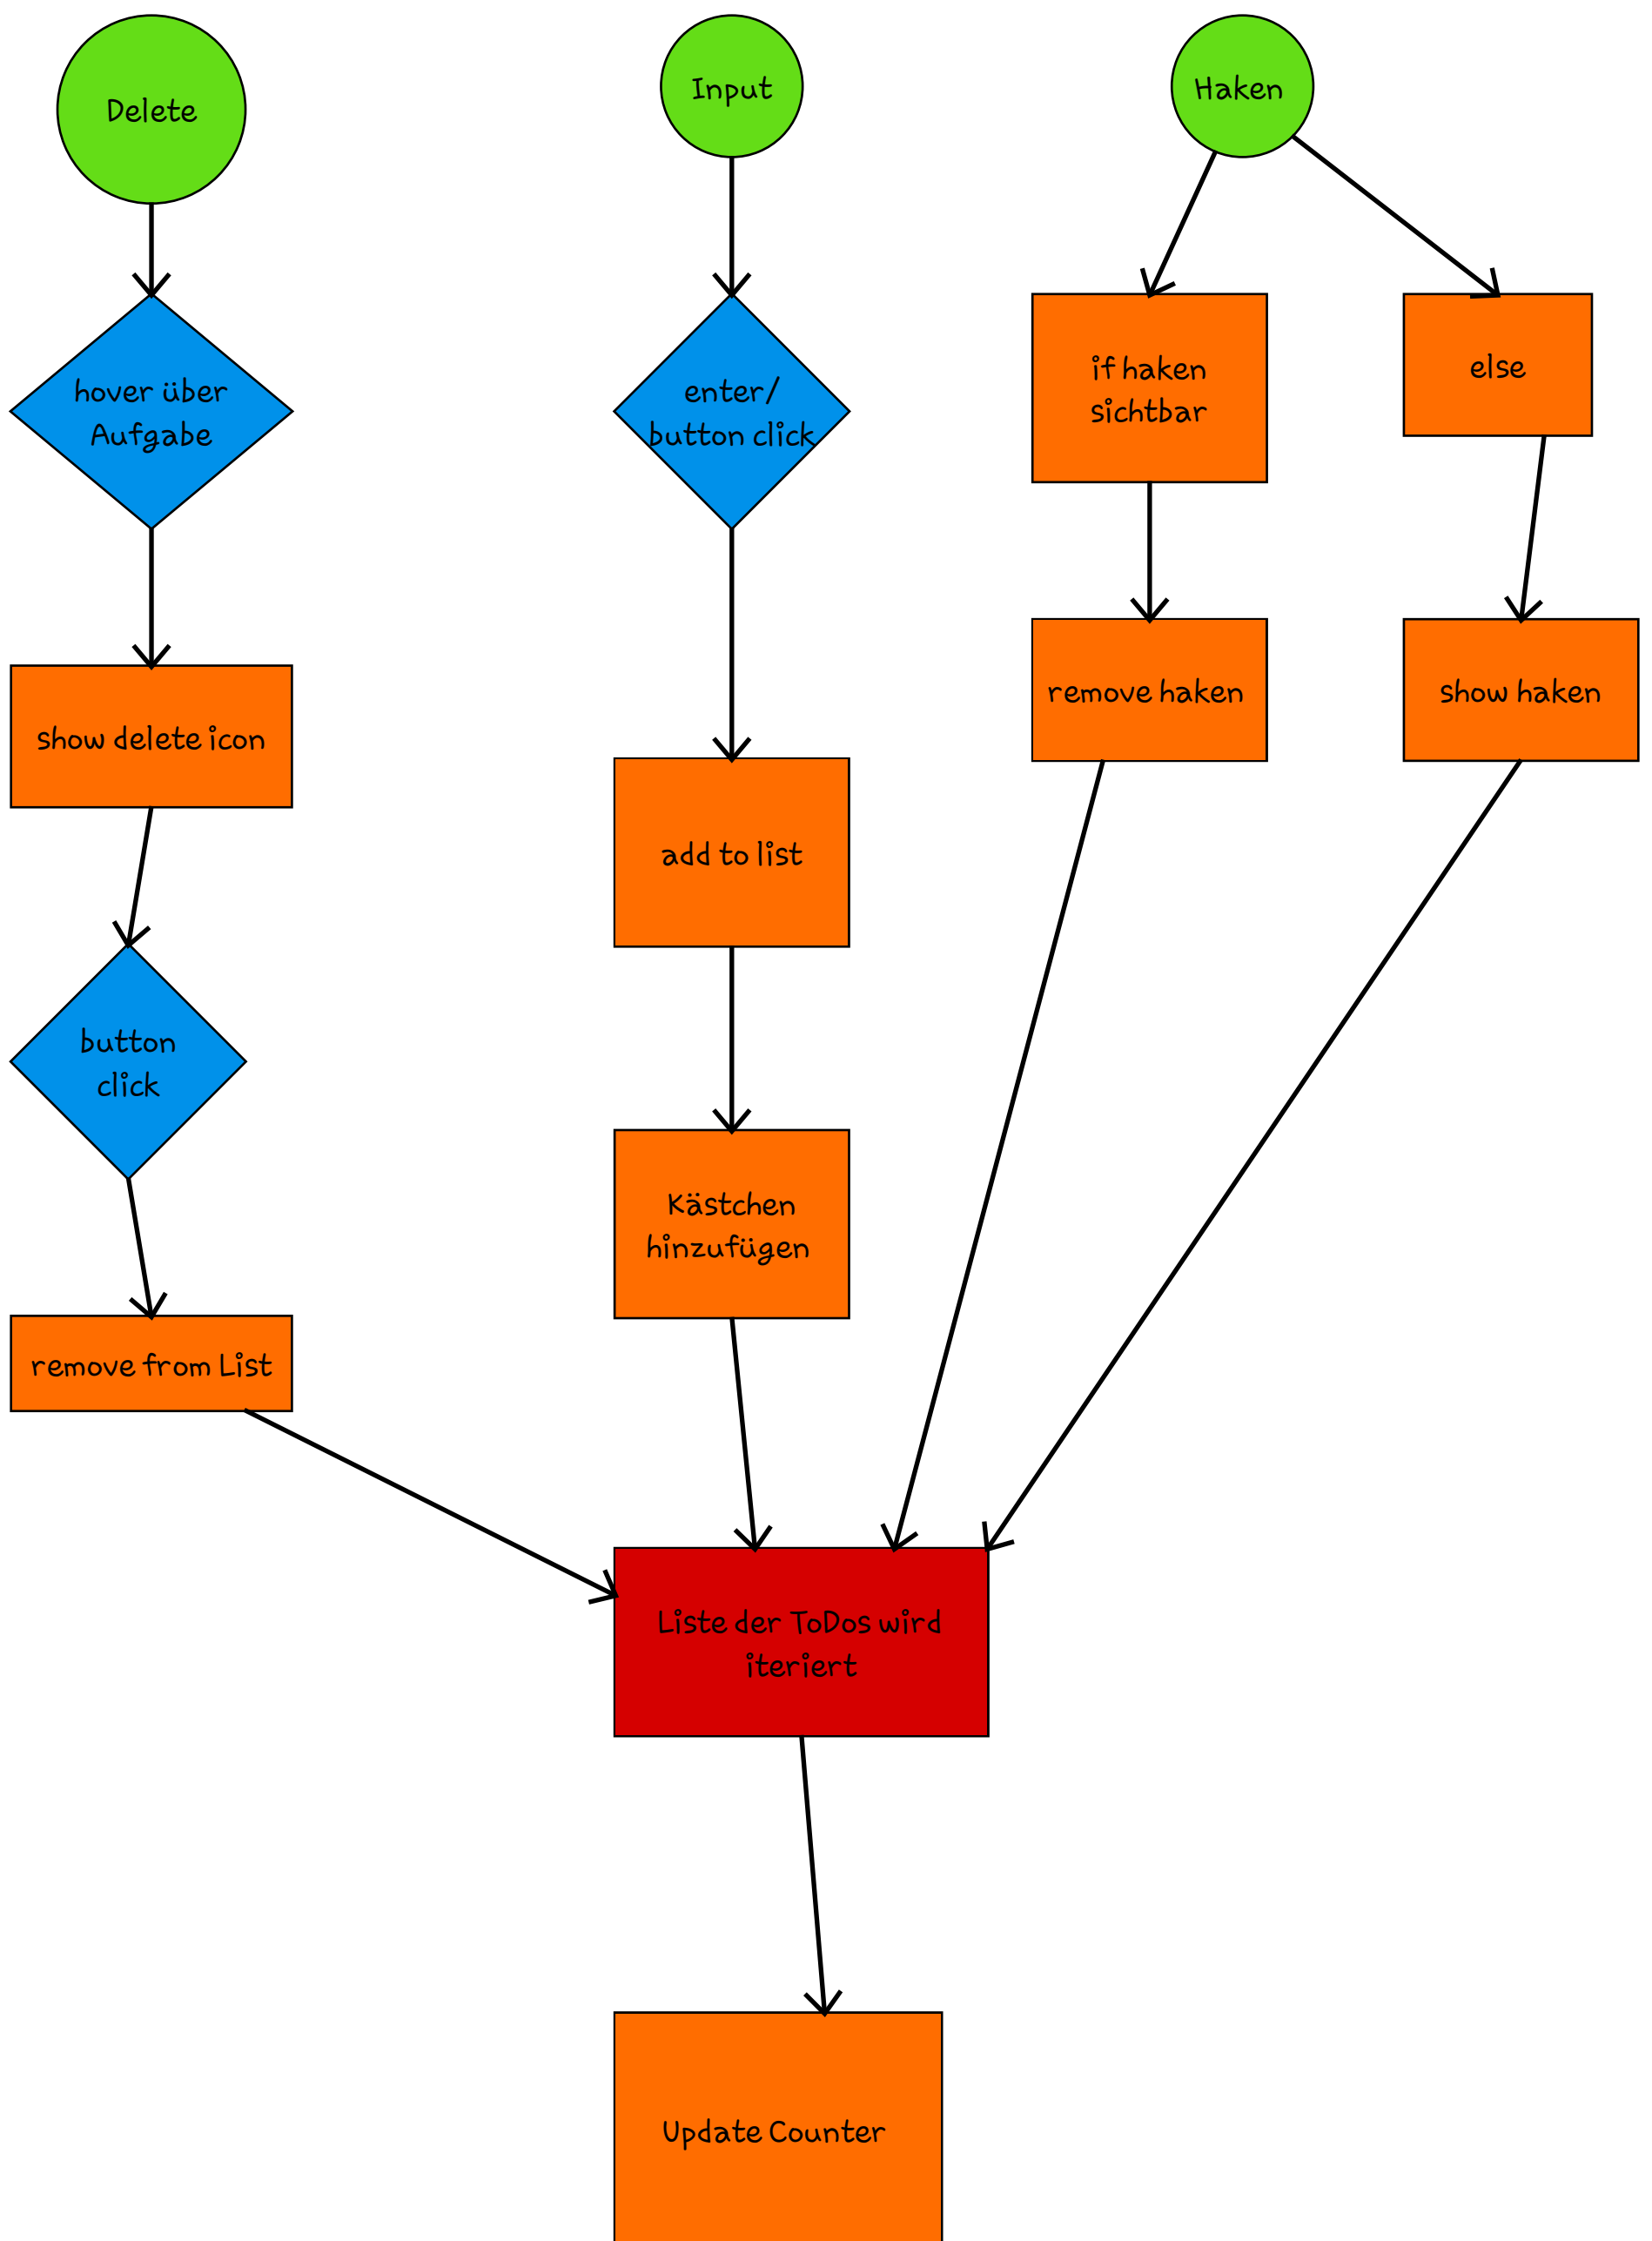 Delete
Input
Haken
hover über
Aufgabe
enter/
button click
if haken
sichtbar
else
show delete icon
add to list
remove haken
show haken
button
click
Kästchen
hinzufügen
remove from List
Liste der ToDos wird
iteriert
Update Counter